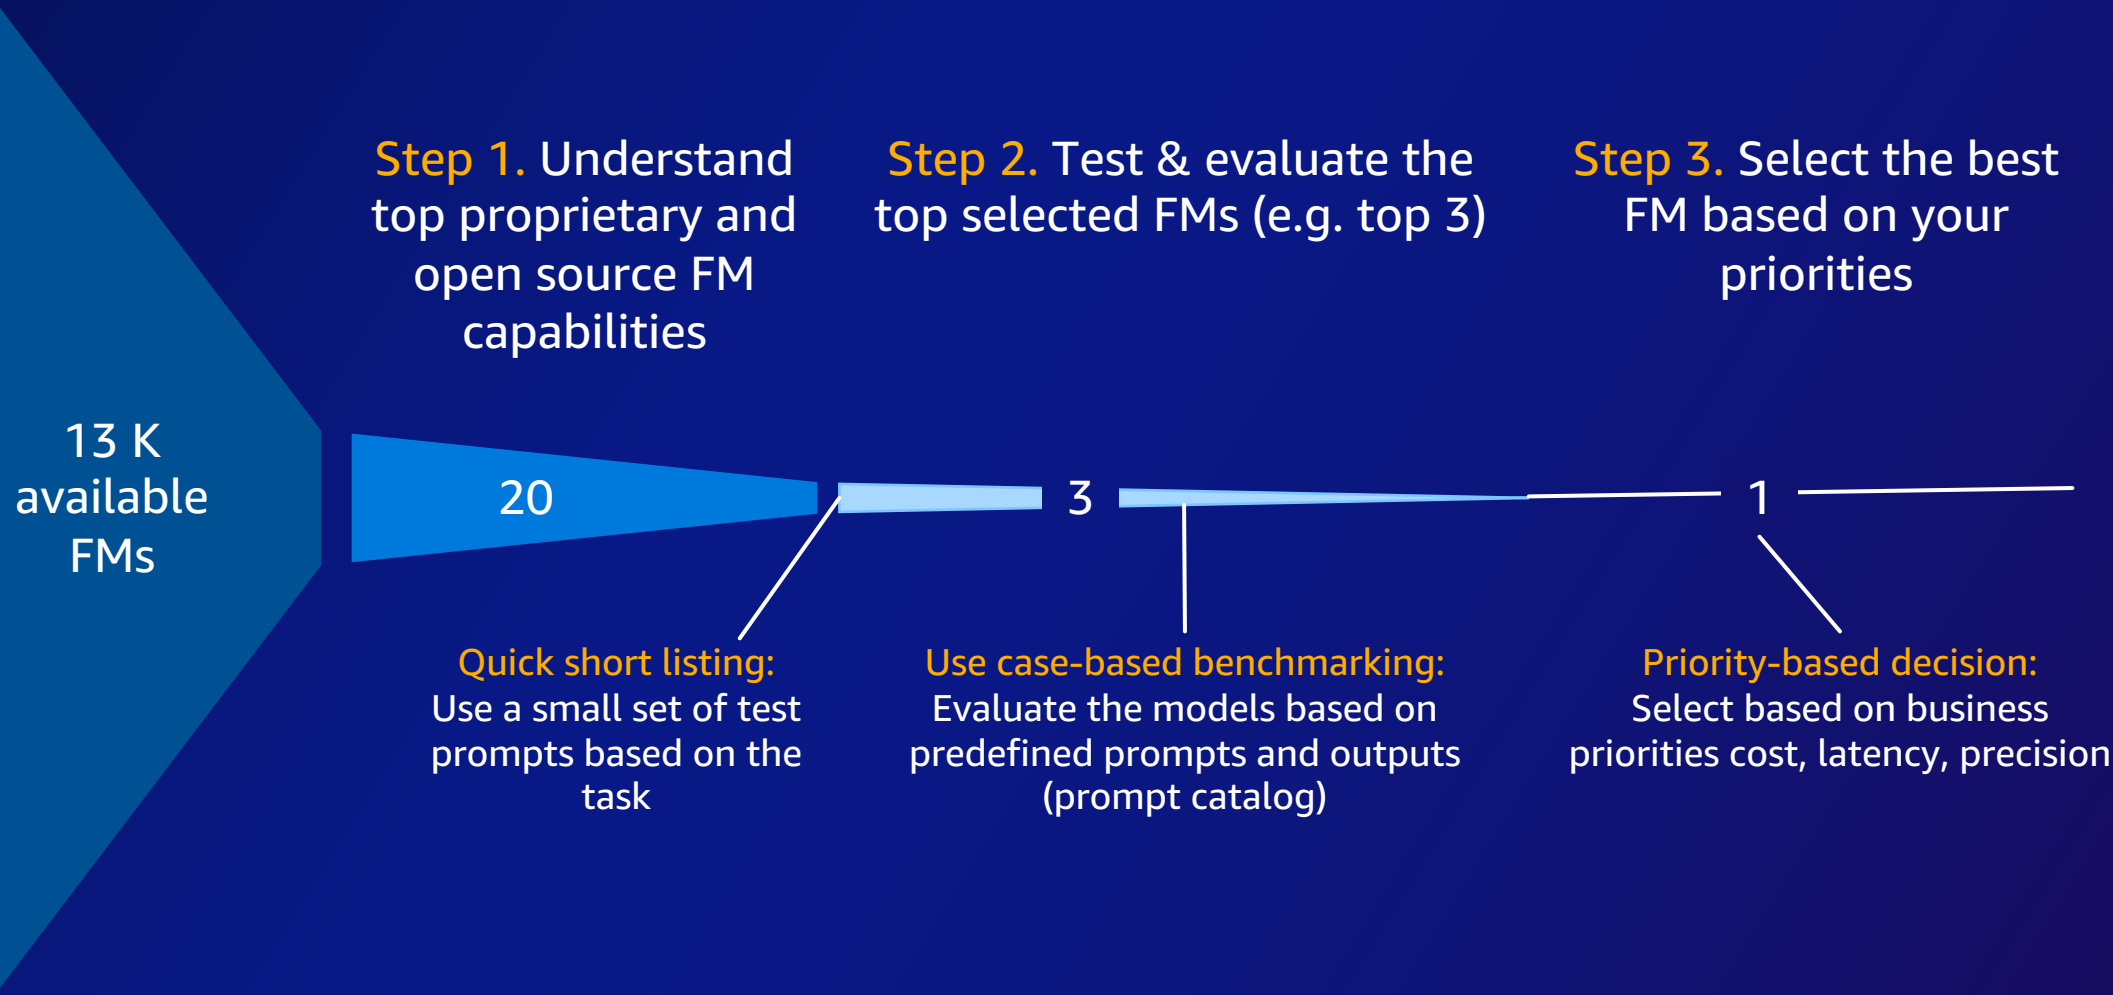 Step 1. Understand
top proprietary and
open source FM
capabilities
Step 2. Test & evaluate the
top selected FMs (e.g. top 3)
Step 3. Select the best
FM based on your
priorities
13 K
available
FMs
20
3
1
Quick short listing:
Use a small set of test
prompts based on the
task
Use case-based benchmarking:
Evaluate the models based on
predefined prompts and outputs
(prompt catalog)
Priority-based decision:
Select based on business
priorities cost, latency, precision